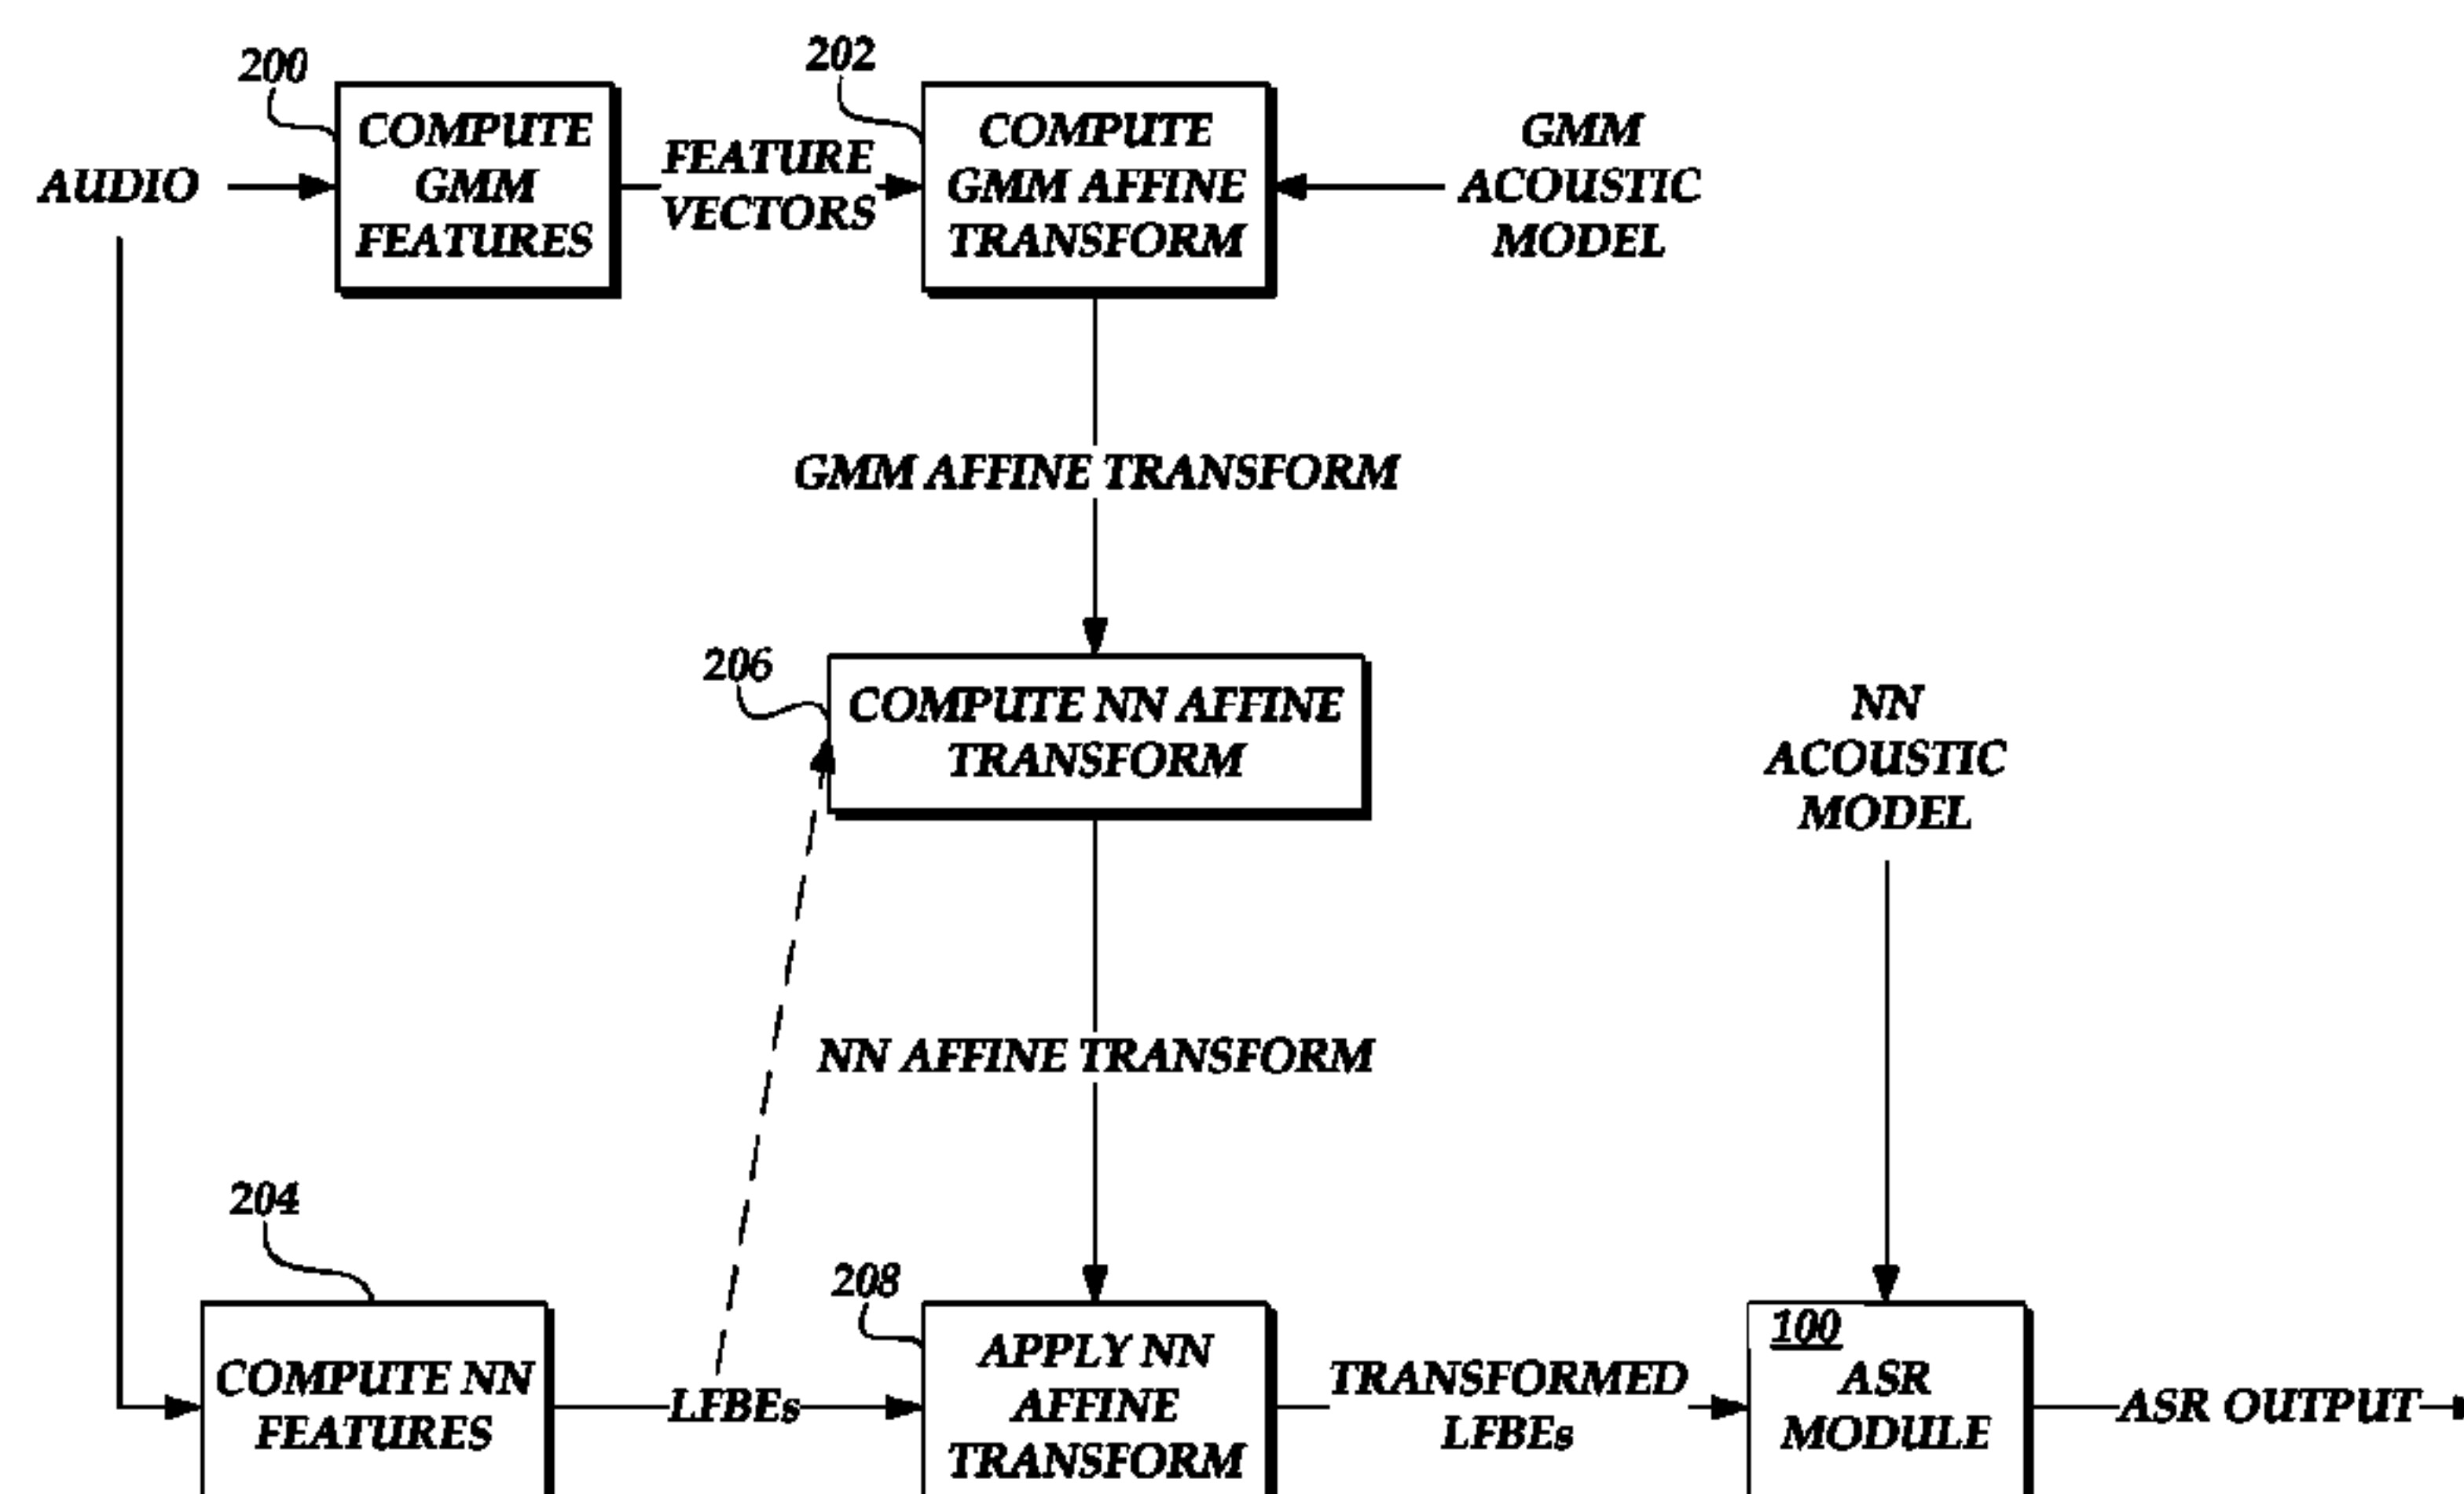 200
202
AUDIO
COMPUTE
GMM
FEATURES
FEATURE
VECTORS
COMPUTE
GMM AFFINE
TRANSFORM
GMM
ACOUSTIC
MODEL
GMM AFFINE TRANSFORM
206
COMPUTE NN AFFINE
TRANSFORM
NN
ACOUSTIC
MODEL
NN AFFINE TRANSFORM
204
208
COMPUTE NN
FEATURES
LFBEs
APPLY NN
AFFINE
TRANSFORM
TRANSFORMED
LFBEs
100
ASR
MODULE
ASR OUTPUT